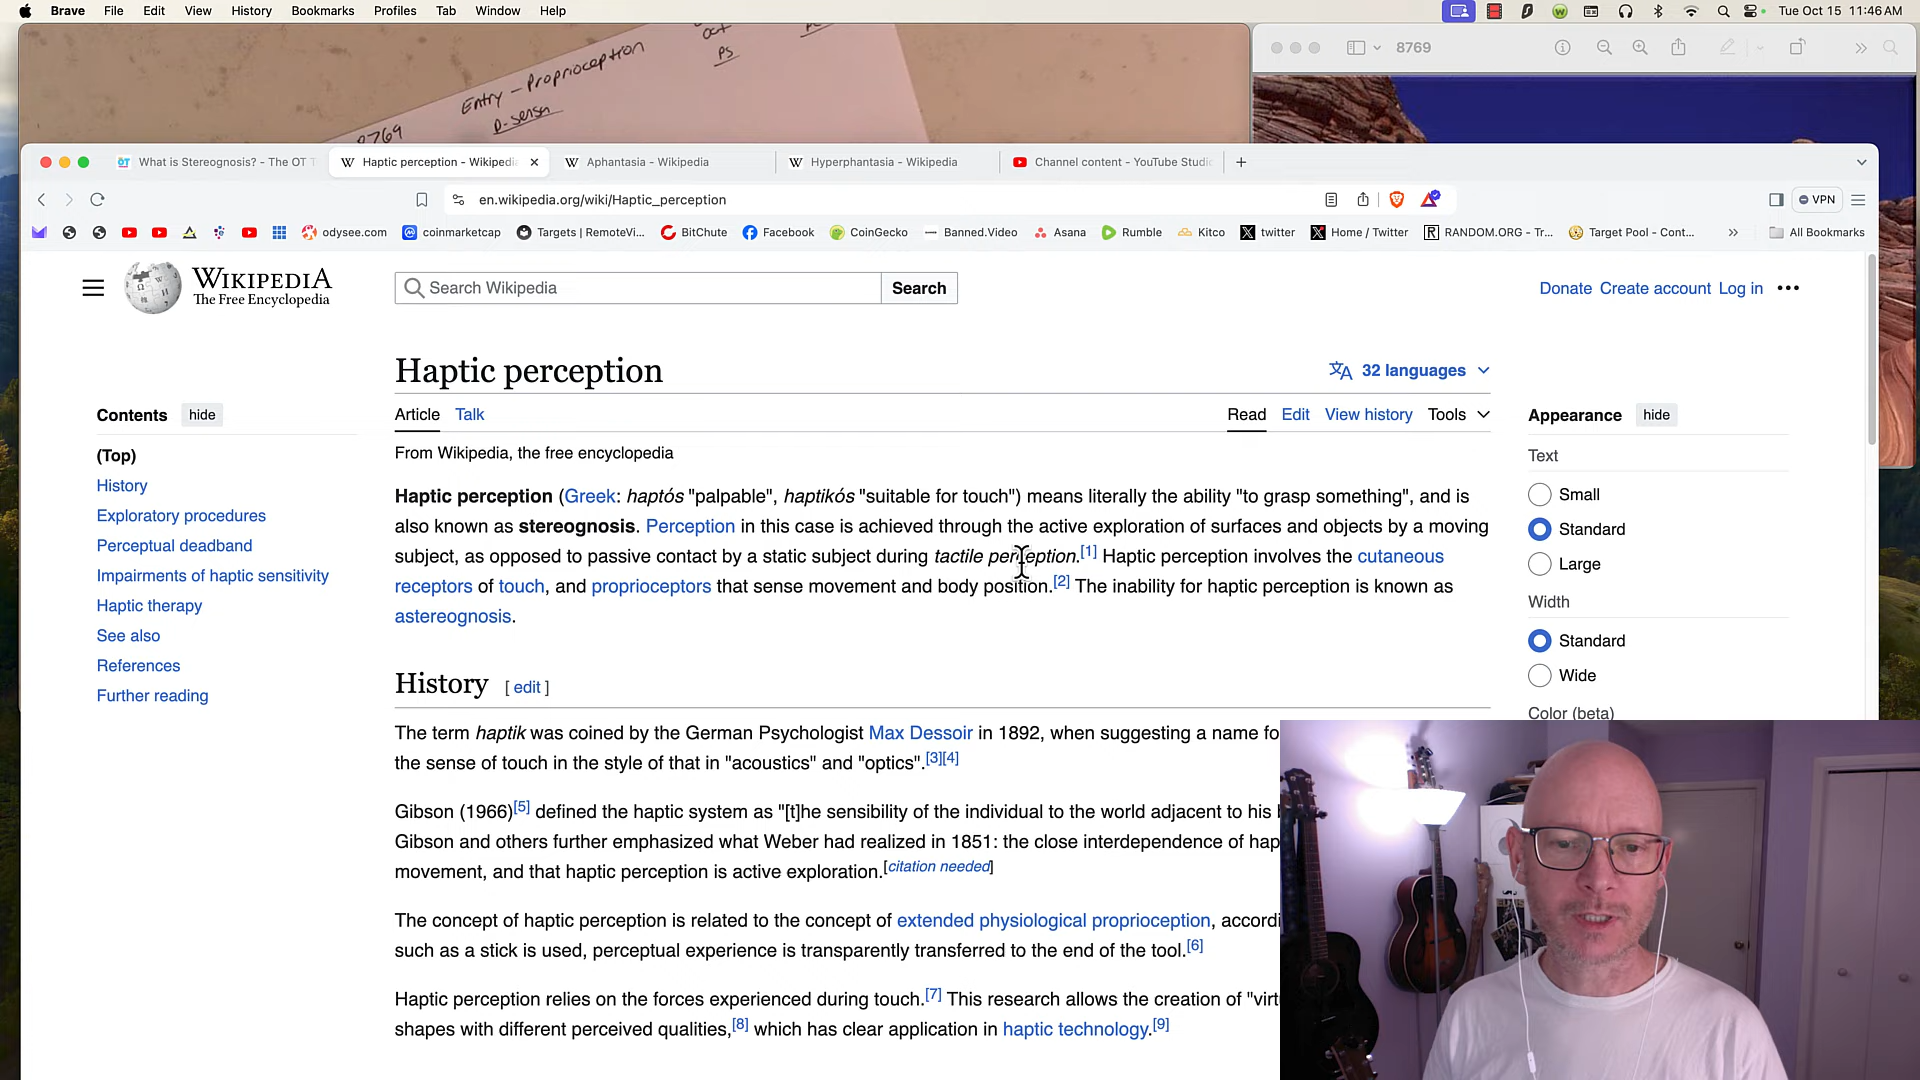 Brave File Edit View History Bookmarks Profiles Tab Window Help
Tue Oct 15 11:46 AM
Entry - Proprioception
PS
8769
8769
What is Stereognosis? - The OT T
Haptic perception - Wikipedi
Aphantasia - Wikipedia
Hyperphantasia - Wikipedia
Channel content - YouTube Studi
en.wikipedia.org/wiki/Haptic_perception
VPN
odysee.com coinmarketcap Targets | RemoteVi... BitChute Facebook CoinGecko Banned.Video Asana Rumble Kitco twitter Home / Twitter RANDOM.ORG - Tr... Target Pool - Cont... All Bookmarks
WIKIPEDIA
The Free Encyclopedia
Search Wikipedia
Search
Donate Create account Log in
Haptic perception
32 languages
Contents hide
(Top)
History
Exploratory procedures
Perceptual deadband
Impairments of haptic sensitivity
Haptic therapy
See also
References
Further reading
Article Talk
Read Edit View history Tools
From Wikipedia, the free encyclopedia
Haptic perception (Greek: haptós "palpable", haptikós "suitable for touch") means literally the ability "to grasp something", and is
also known as stereognosis. Perception in this case is achieved through the active exploration of surfaces and objects by a moving
subject, as opposed to passive contact by a static subject during tactile perception.[1] Haptic perception involves the cutaneous
receptors of touch, and proprioceptors that sense movement and body position.[2] The inability for haptic perception is known as
astereognosis.
History [ edit ]
The term haptik was coined by the German Psychologist Max Dessoir in 1892, when suggesting a name fo
the sense of touch in the style of that in "acoustics" and "optics".[3][4]
Gibson (1966)[5] defined the haptic system as "[t]he sensibility of the individual to the world adjacent to his b
Gibson and others further emphasized what Weber had realized in 1851: the close interdependence of hap
movement, and that haptic perception is active exploration.[citation needed]
The concept of haptic perception is related to the concept of extended physiological proprioception, accordi
such as a stick is used, perceptual experience is transparently transferred to the end of the tool.[6]
Haptic perception relies on the forces experienced during touch.[7] This research allows the creation of "virt
shapes with different perceived qualities,[8] which has clear application in haptic technology.[9]
Appearance hide
Text
Small
Standard
Large
Width
Standard
Wide
Color (beta)